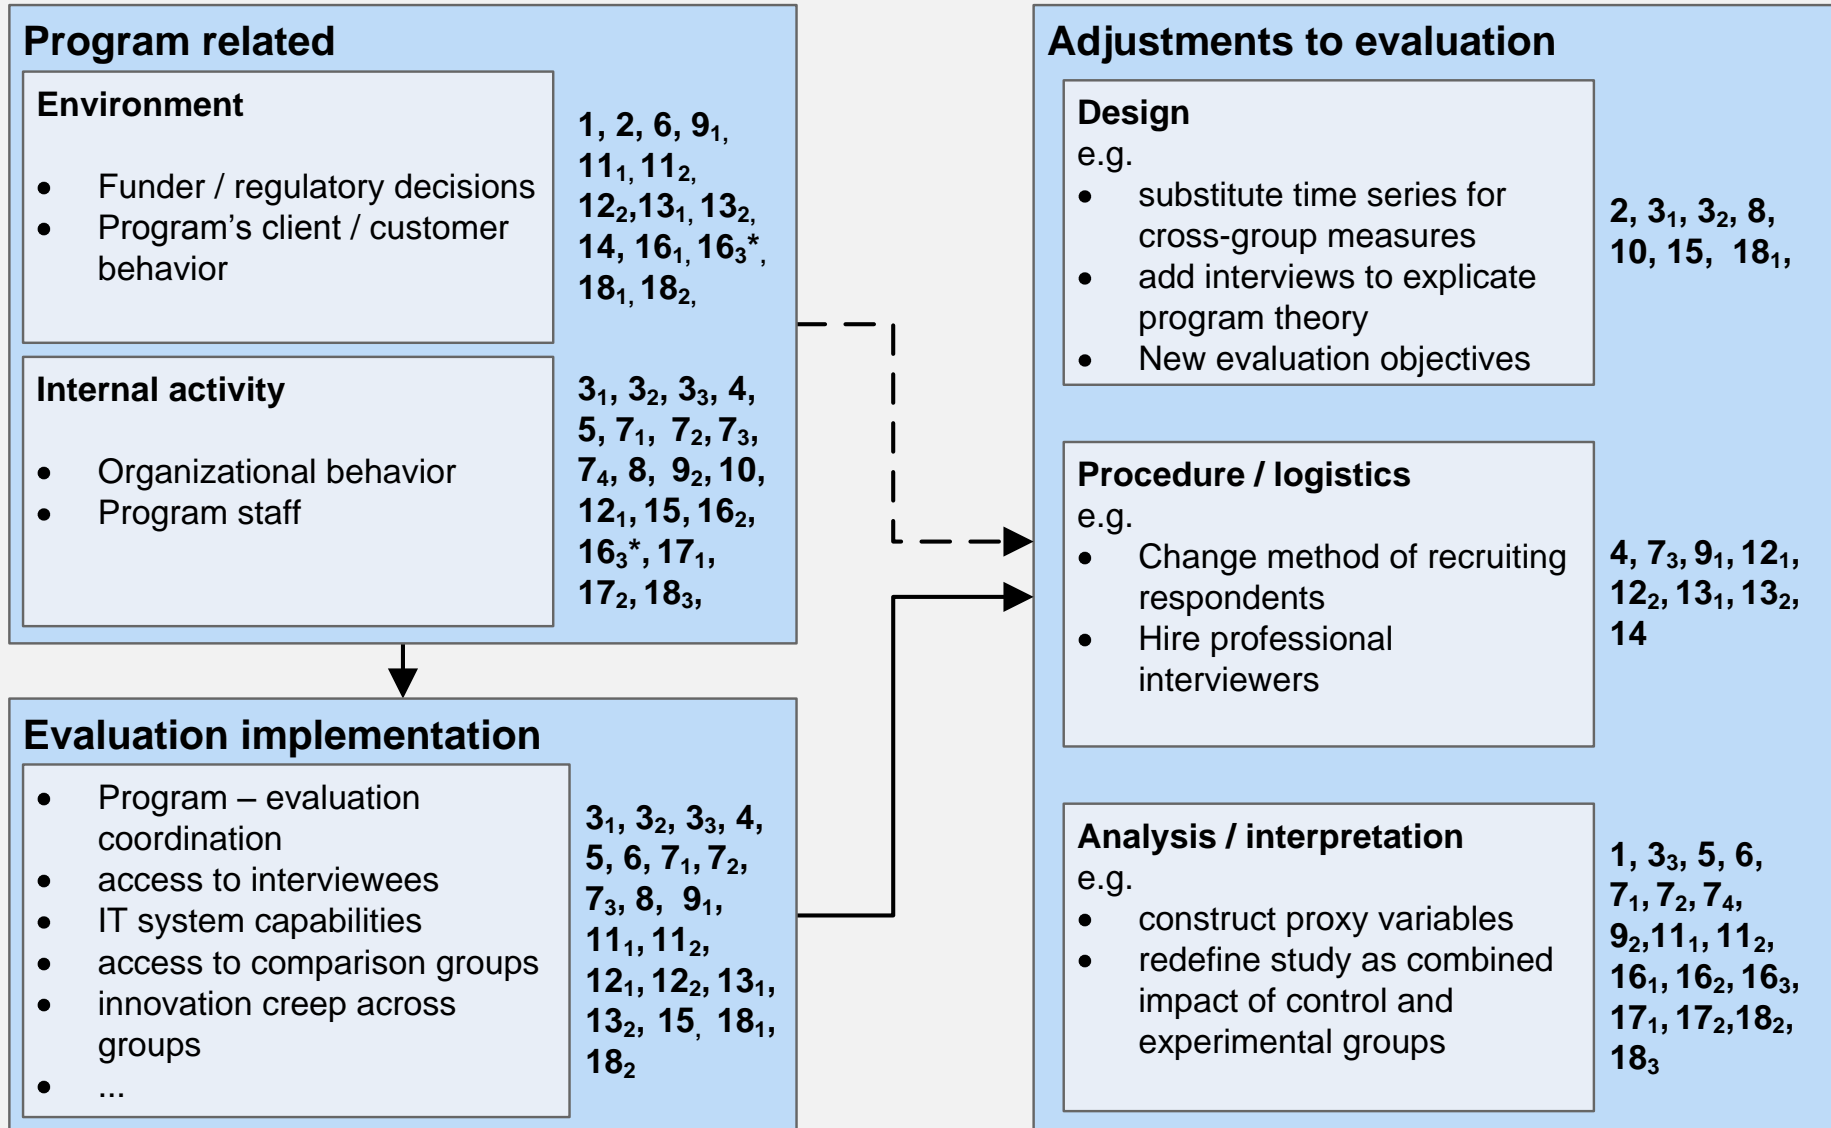 Program related
Environment
• Funder / regulatory decisions
• Program's client / customer
behavior
1, 2, 6, 9₁,
11₁, 11₂,
12₂,13₁, 13₂,
14, 16₁, 16₃*,
18₁, 18₂,
Internal activity
• Organizational behavior
• Program staff
3₁, 3₂, 3₃, 4,
5, 7₁, 7₂, 7₃,
7₄, 8, 9₂, 10,
12₁, 15, 16₂,
16₃*, 17₁,
17₂, 18₃,
Evaluation implementation
• Program – evaluation
coordination
• access to interviewees
• IT system capabilities
• access to comparison groups
• innovation creep across
groups
• ...
3₁, 3₂, 3₃, 4,
5, 6, 7₁, 7₂,
7₃, 8, 9₁,
11₁, 11₂,
12₁, 12₂, 13₁,
13₂, 15, 18₁,
18₂
Adjustments to evaluation
Design
e.g.
• substitute time series for
cross-group measures
• add interviews to explicate
program theory
• New evaluation objectives
2, 3₁, 3₂, 8,
10, 15, 18₁,
Procedure / logistics
e.g.
• Change method of recruiting
respondents
• Hire professional
interviewers
4, 7₃, 9₁, 12₁,
12₂, 13₁, 13₂,
14
Analysis / interpretation
e.g.
• construct proxy variables
• redefine study as combined
impact of control and
experimental groups
1, 3₃, 5, 6,
7₁, 7₂, 7₄,
9₂,11₁, 11₂,
16₁, 16₂, 16₃,
17₁, 17₂,18₂,
18₃